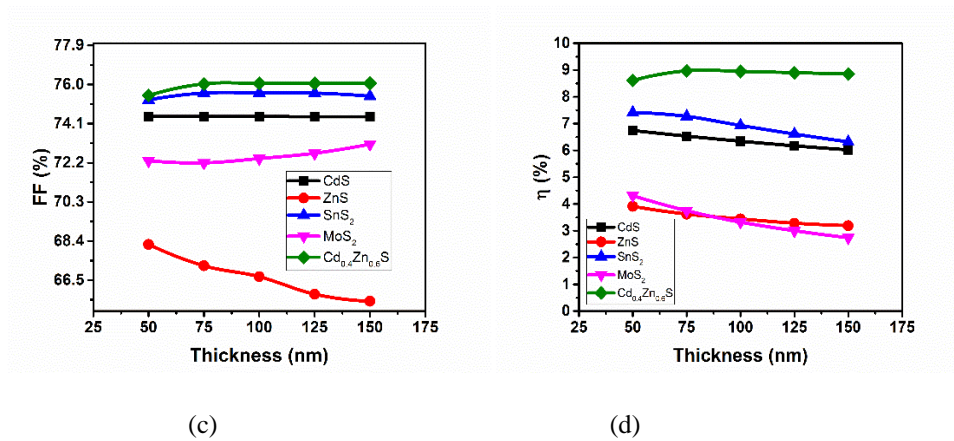 77.9
76.0
74.1
72.2
70.3
68.4
66.5
FF (%)
CdS
ZnS
SnS₂
MoS₂
Cd₀.₄Zn₀.₆S
25 50 75 100 125 150 175
Thickness (nm)
10
9
8
7
6
5
4
3
2
1
0
η (%)
CdS
ZnS
SnS₂
MoS₂
Cd₀.₄Zn₀.₆S
25 50 75 100 125 150 175
Thickness (nm)
(c) (d)